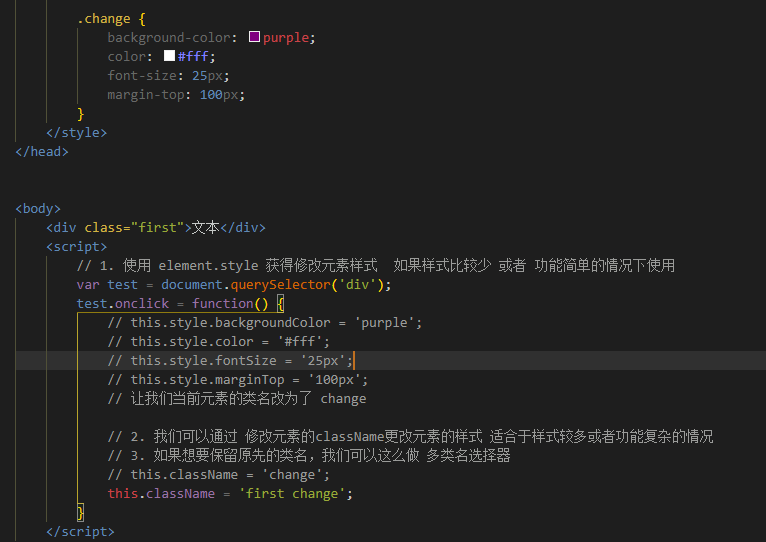 .change {
background-color: purple;
color: #fff;
font-size: 25px;
margin-top: 100px;
}
</style>
</head>
<body>
<div class="first">文本</div>
<script>
// 1. 使用 element.style 获得修改元素样式  如果样式比较少 或者 功能简单的情况下使用
var test = document.querySelector('div');
test.onclick = function() {
// this.style.backgroundColor = 'purple';
// this.style.color = '#fff';
// this.style.fontSize = '25px';
// this.style.marginTop = '100px';
// 让我们当前元素的类名改为了 change
// 2. 我们可以通过 修改元素的className更改元素的样式 适合于样式较多或者功能复杂的情况
// 3. 如果想要保留原先的类名，我们可以这么做 多类名选择器
// this.className = 'change';
this.className = 'first change';
}
</script>